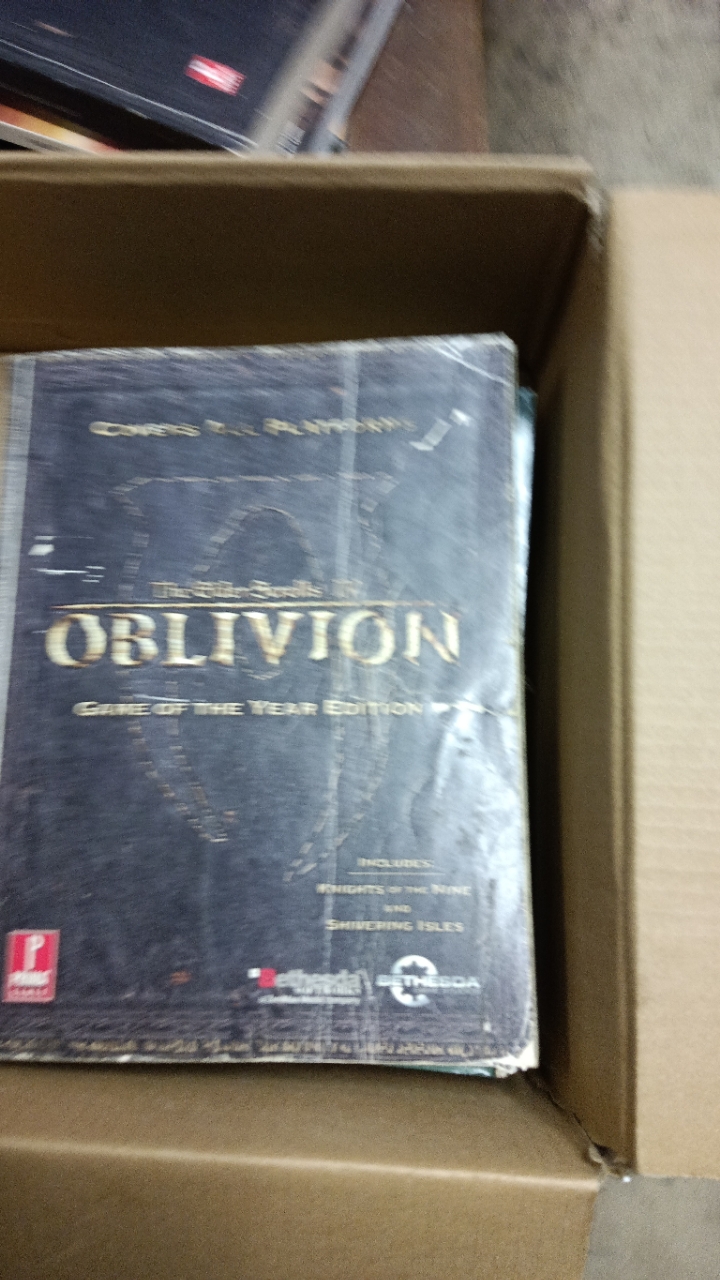 COVERS ALL PLATFORMS
The Elder Scrolls IV
OBLIVION
GAME OF THE YEAR EDITION
INCLUDES:
KNIGHTS OF THE NINE
AND
SHIVERING ISLES
P
PRIMA
GAMES
Bethesda
BETHESDA